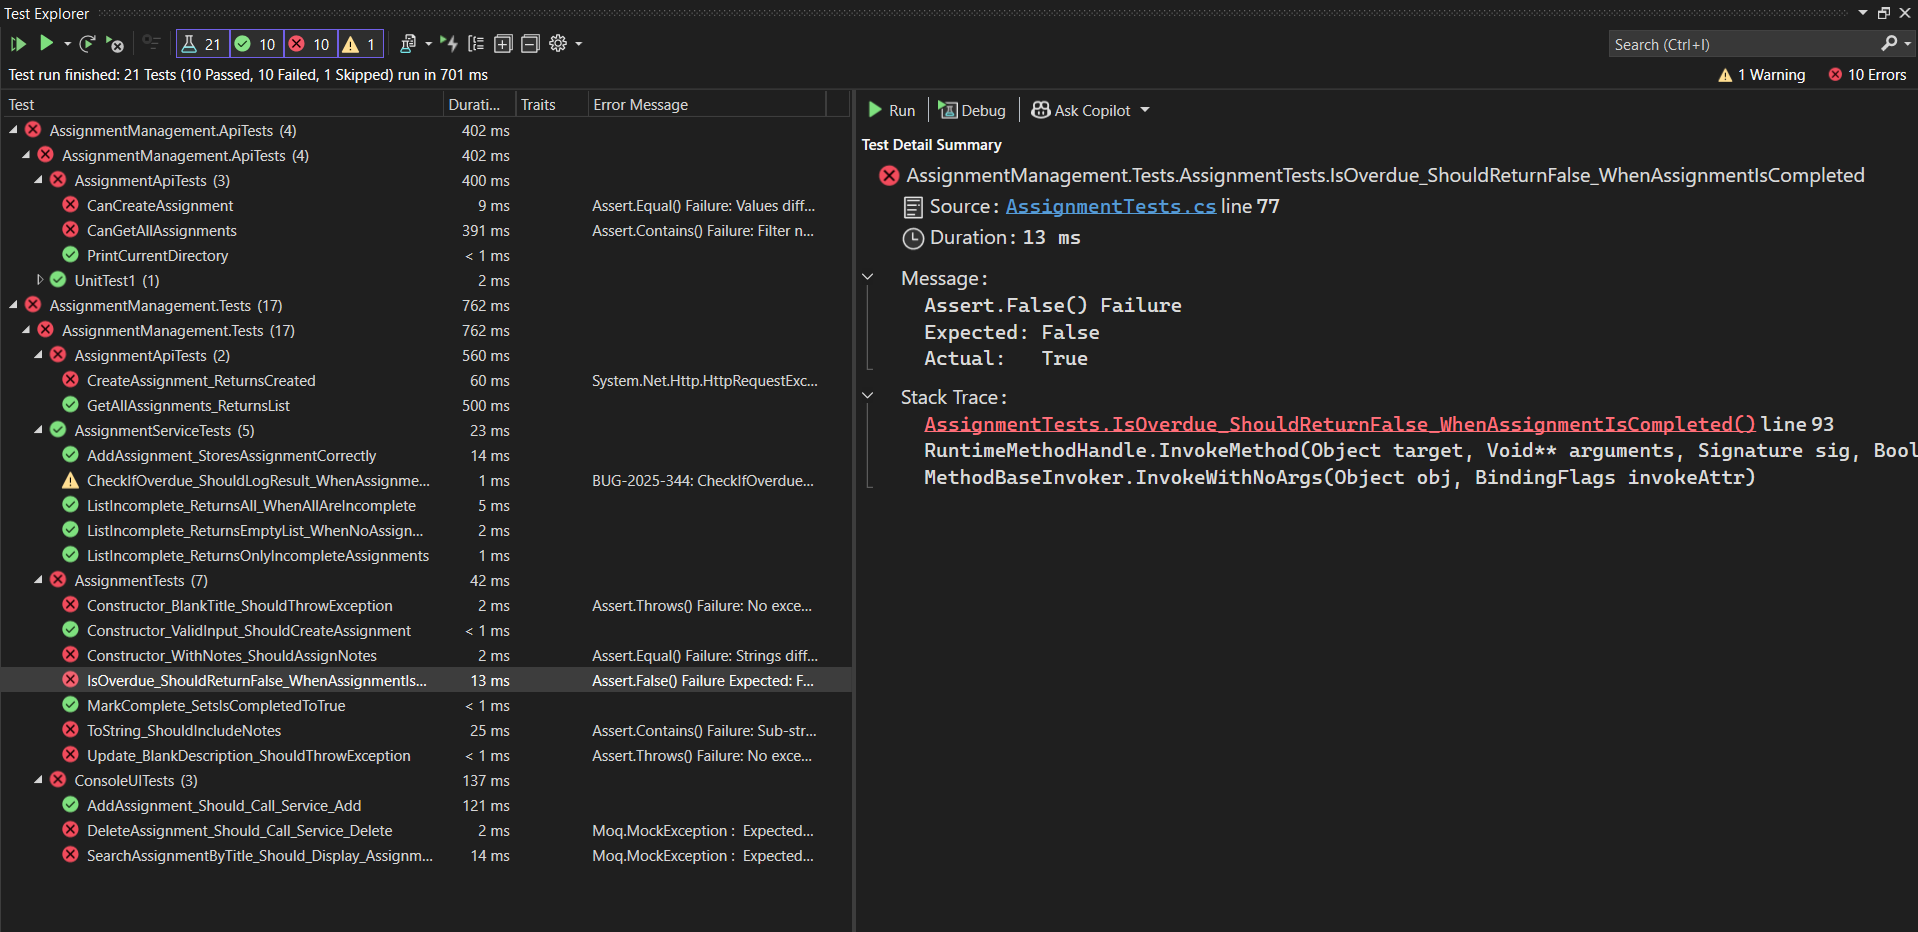 Test Explorer
21 10 10 1
Search (Ctrl+I)
Test run finished: 21 Tests (10 Passed, 10 Failed, 1 Skipped) run in 701 ms
1 Warning 10 Errors
Test Durati... Traits Error Message
AssignmentManagement.ApiTests (4) 402 ms
AssignmentManagement.ApiTests (4) 402 ms
AssignmentApiTests (3) 400 ms
CanCreateAssignment 9 ms Assert.Equal() Failure: Values diff...
CanGetAllAssignments 391 ms Assert.Contains() Failure: Filter n...
PrintCurrentDirectory < 1 ms
UnitTest1 (1) 2 ms
AssignmentManagement.Tests (17) 762 ms
AssignmentManagement.Tests (17) 762 ms
AssignmentApiTests (2) 560 ms
CreateAssignment_ReturnsCreated 60 ms System.Net.Http.HttpRequestExc...
GetAllAssignments_ReturnsList 500 ms
AssignmentServiceTests (5) 23 ms
AddAssignment_StoresAssignmentCorrectly 14 ms
CheckIfOverdue_ShouldLogResult_WhenAssignme... 1 ms BUG-2025-344: CheckIfOverdue...
ListIncomplete_ReturnsAll_WhenAllAreIncomplete 5 ms
ListIncomplete_ReturnsEmptyList_WhenNoAssign... 2 ms
ListIncomplete_ReturnsOnlyIncompleteAssignments 1 ms
AssignmentTests (7) 42 ms
Constructor_BlankTitle_ShouldThrowException 2 ms Assert.Throws() Failure: No exce...
Constructor_ValidInput_ShouldCreateAssignment < 1 ms
Constructor_WithNotes_ShouldAssignNotes 2 ms Assert.Equal() Failure: Strings diff...
IsOverdue_ShouldReturnFalse_WhenAssignmentIs... 13 ms Assert.False() Failure Expected: F...
MarkComplete_SetsIsCompletedToTrue < 1 ms
ToString_ShouldIncludeNotes 25 ms Assert.Contains() Failure: Sub-str...
Update_BlankDescription_ShouldThrowException < 1 ms Assert.Throws() Failure: No exce...
ConsoleUITests (3) 137 ms
AddAssignment_Should_Call_Service_Add 121 ms
DeleteAssignment_Should_Call_Service_Delete 2 ms Moq.MockException : Expected...
SearchAssignmentByTitle_Should_Display_Assignm... 14 ms Moq.MockException : Expected...
Run Debug Ask Copilot
Test Detail Summary
AssignmentManagement.Tests.AssignmentTests.IsOverdue_ShouldReturnFalse_WhenAssignmentIsCompleted
Source: AssignmentTests.cs line 77
Duration: 13 ms
Message:
Assert.False() Failure
Expected: False
Actual: True
Stack Trace:
AssignmentTests.IsOverdue_ShouldReturnFalse_WhenAssignmentIsCompleted() line 93
RuntimeMethodHandle.InvokeMethod(Object target, Void** arguments, Signature sig, Bool
MethodBaseInvoker.InvokeWithNoArgs(Object obj, BindingFlags invokeAttr)